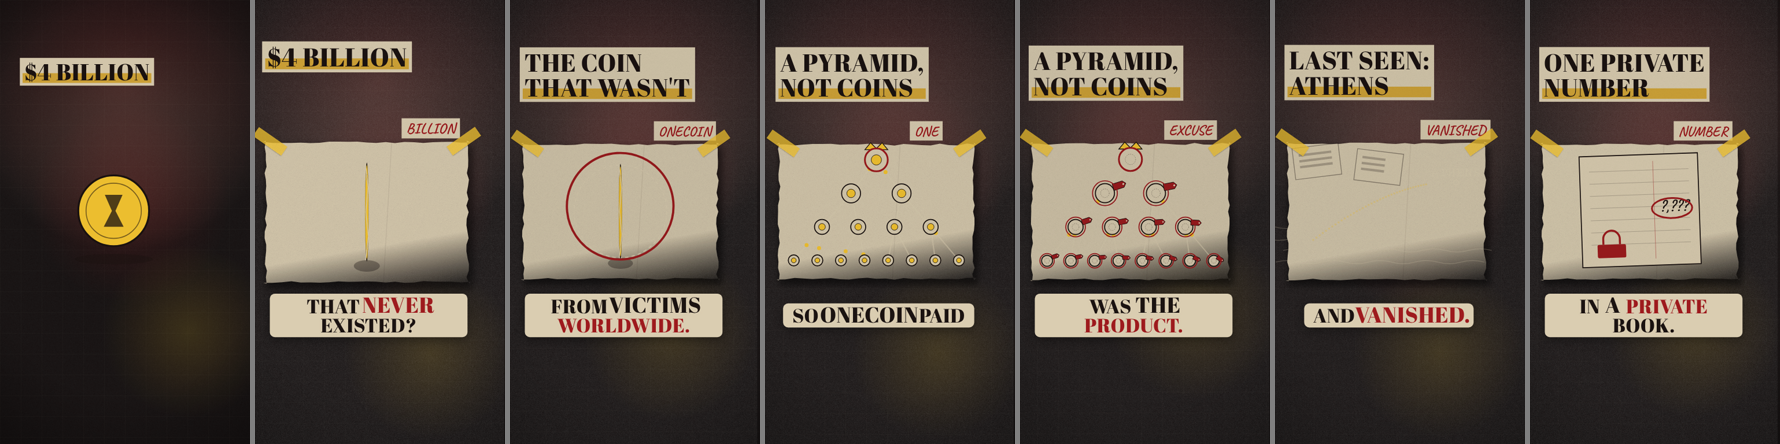 $4 BILLION
$4 BILLION
BILLION
THAT NEVER
EXISTED?
THE COIN
THAT WASN'T
ONECOIN
FROM VICTIMS
WORLDWIDE.
A PYRAMID,
NOT COINS
ONE
SO ONECOIN PAID
A PYRAMID,
NOT COINS
EXCUSE
WAS THE
PRODUCT.
LAST SEEN:
ATHENS
VANISHED
AND VANISHED.
ONE PRIVATE
NUMBER
NUMBER
?,???
IN A PRIVATE
BOOK.